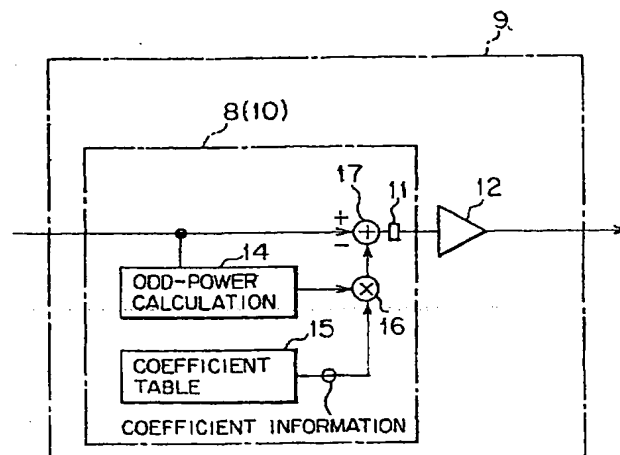 9
8(10)
17
11
12
+
−
+
14
ODD-POWER
CALCULATION
×
16
15
COEFFICIENT
TABLE
COEFFICIENT INFORMATION